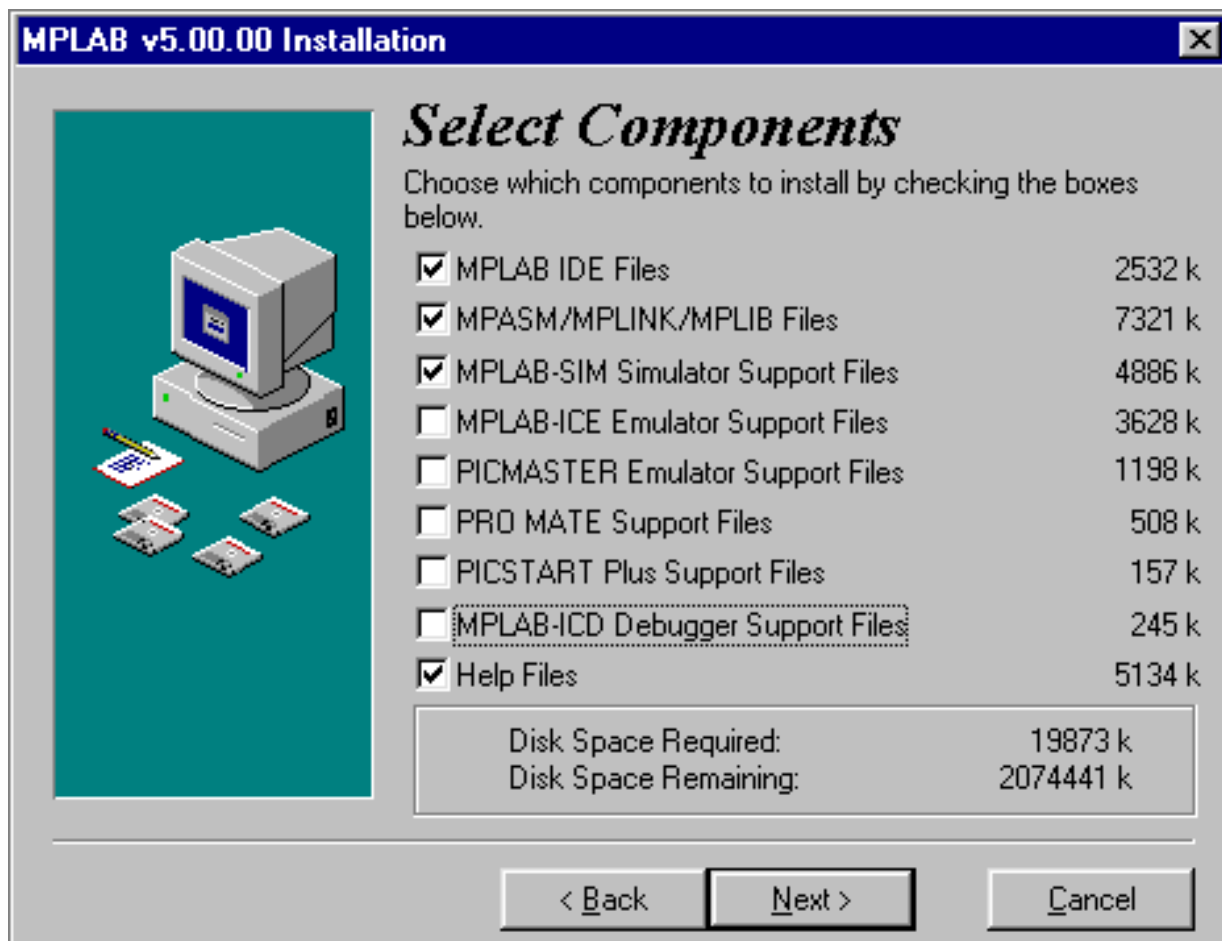 MPLAB v5.00.00 Installation
Select Components
Choose which components to install by checking the boxes
below.
MPLAB IDE Files 2532 k
MPASM/MPLINK/MPLIB Files 7321 k
MPLAB-SIM Simulator Support Files 4886 k
MPLAB-ICE Emulator Support Files 3628 k
PICMASTER Emulator Support Files 1198 k
PRO MATE Support Files 508 k
PICSTART Plus Support Files 157 k
MPLAB-ICD Debugger Support Files 245 k
Help Files 5134 k
Disk Space Required: 19873 k
Disk Space Remaining: 2074441 k
< Back Next > Cancel